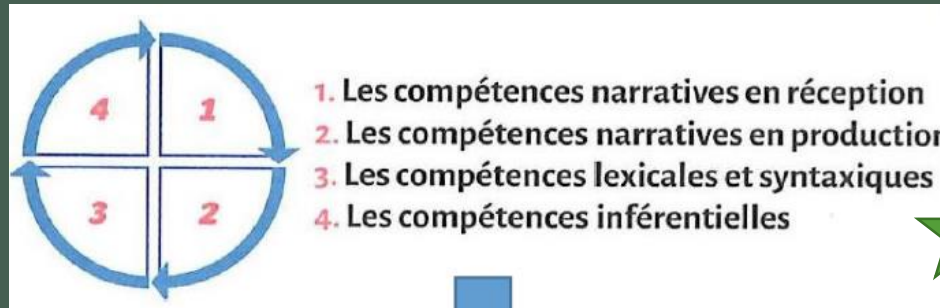 4 1
3 2
1. Les compétences narratives en réception
2. Les compétences narratives en production
3. Les compétences lexicales et syntaxiques
4. Les compétences inférentielles